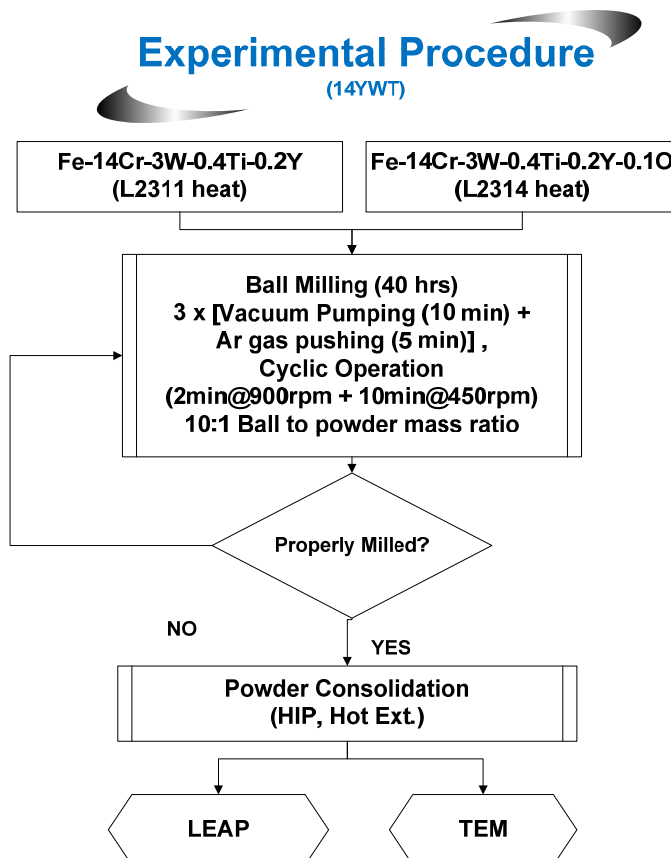 Experimental Procedure
(14YWT)
Fe-14Cr-3W-0.4Ti-0.2Y
(L2311 heat)
Fe-14Cr-3W-0.4Ti-0.2Y-0.1O
(L2314 heat)
Ball Milling (40 hrs)
3 x [Vacuum Pumping (10 min) +
Ar gas pushing (5 min)] ,
Cyclic Operation
(2min@900rpm + 10min@450rpm)
10:1 Ball to powder mass ratio
Properly Milled?
NO
YES
Powder Consolidation
(HIP, Hot Ext.)
LEAP
TEM